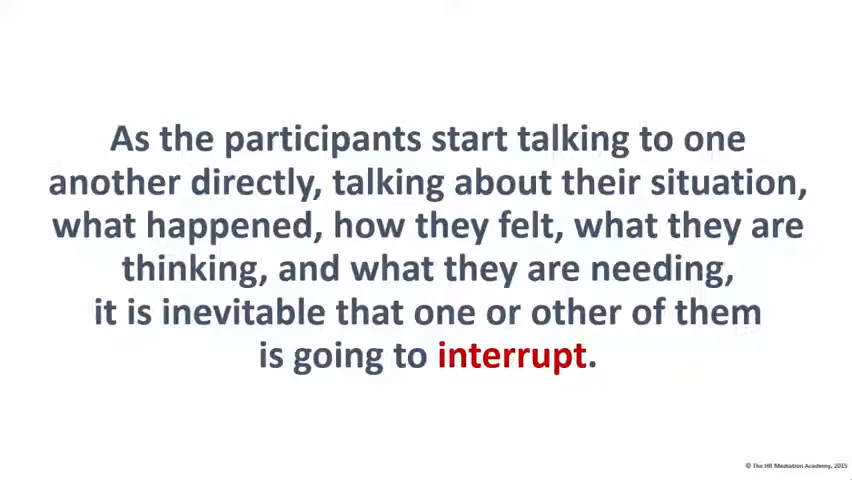 As the participants start talking to one
another directly, talking about their situation,
what happened, how they felt, what they are
thinking, and what they are needing,
it is inevitable that one or other of them
is going to interrupt.
© The HR Mediation Academy, 2015